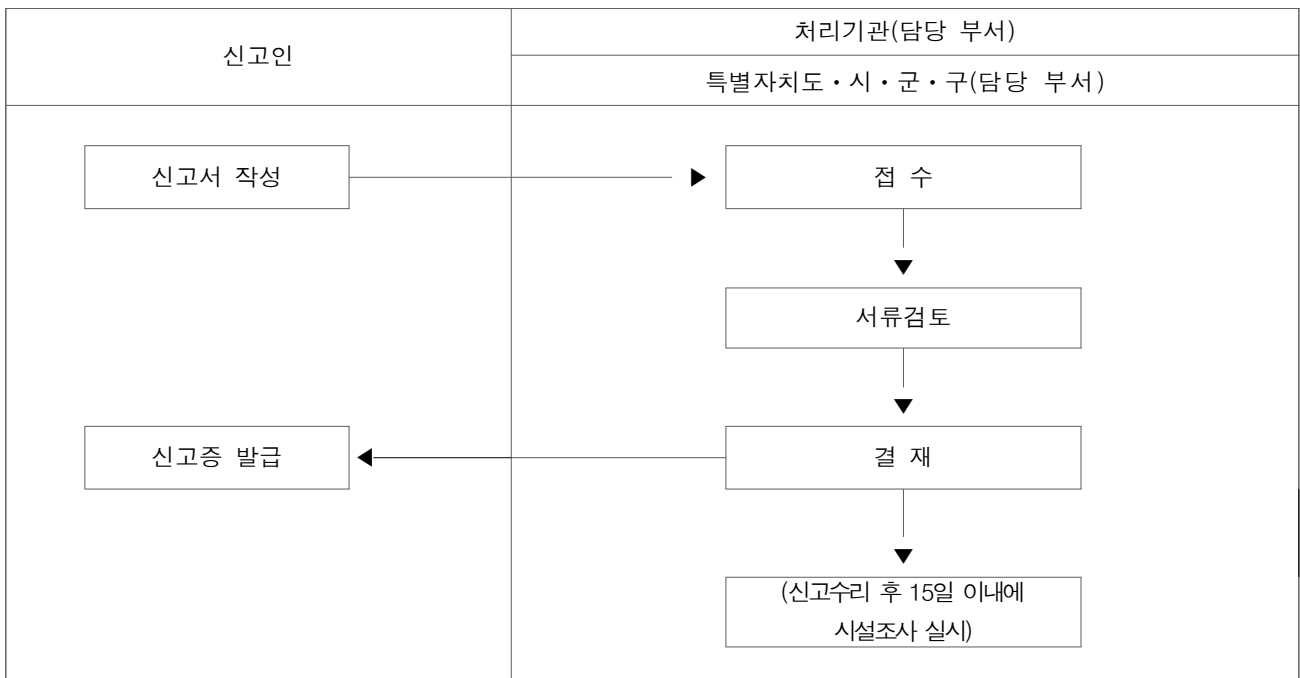 신고인
처리기관(담당 부서)
특별자치도・시・군・구(담당 부서)
신고서 작성
접 수
서류검토
신고증 발급
결 재
(신고수리 후 15일 이내에
시설조사 실시)